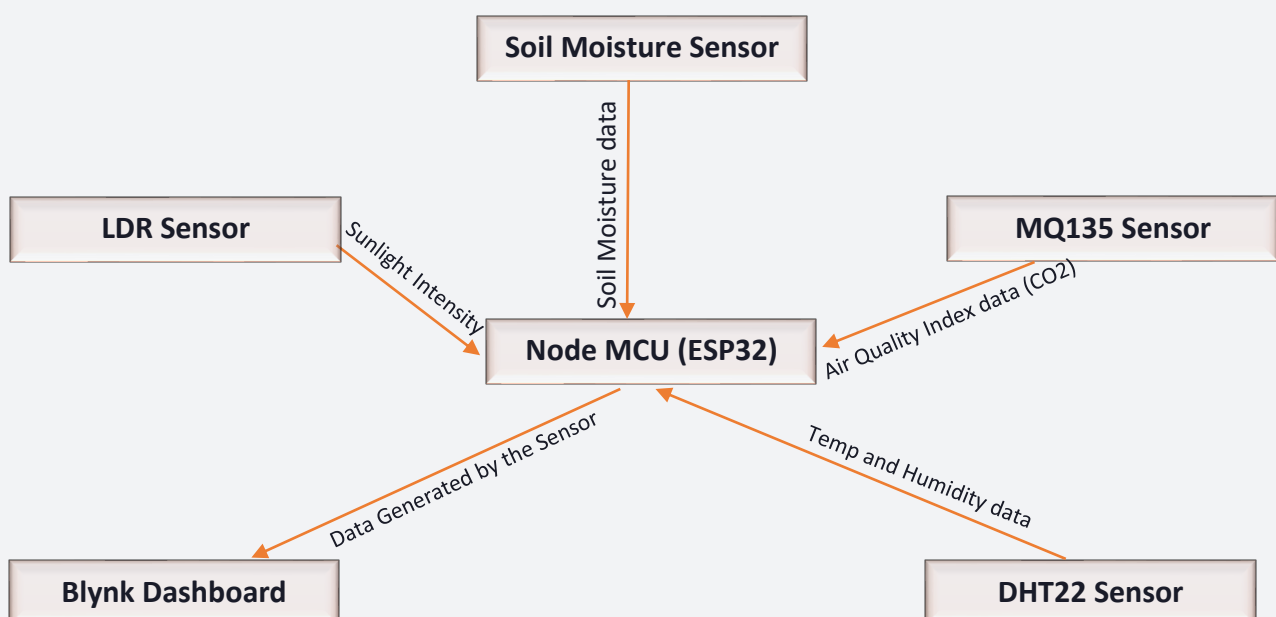 Soil Moisture Sensor
Soil Moisture data
LDR Sensor
Sunlight Intensity
MQ135 Sensor
Air Quality Index data (CO2)
Node MCU (ESP32)
Data Generated by the Sensor
Temp and Humidity data
Blynk Dashboard
DHT22 Sensor